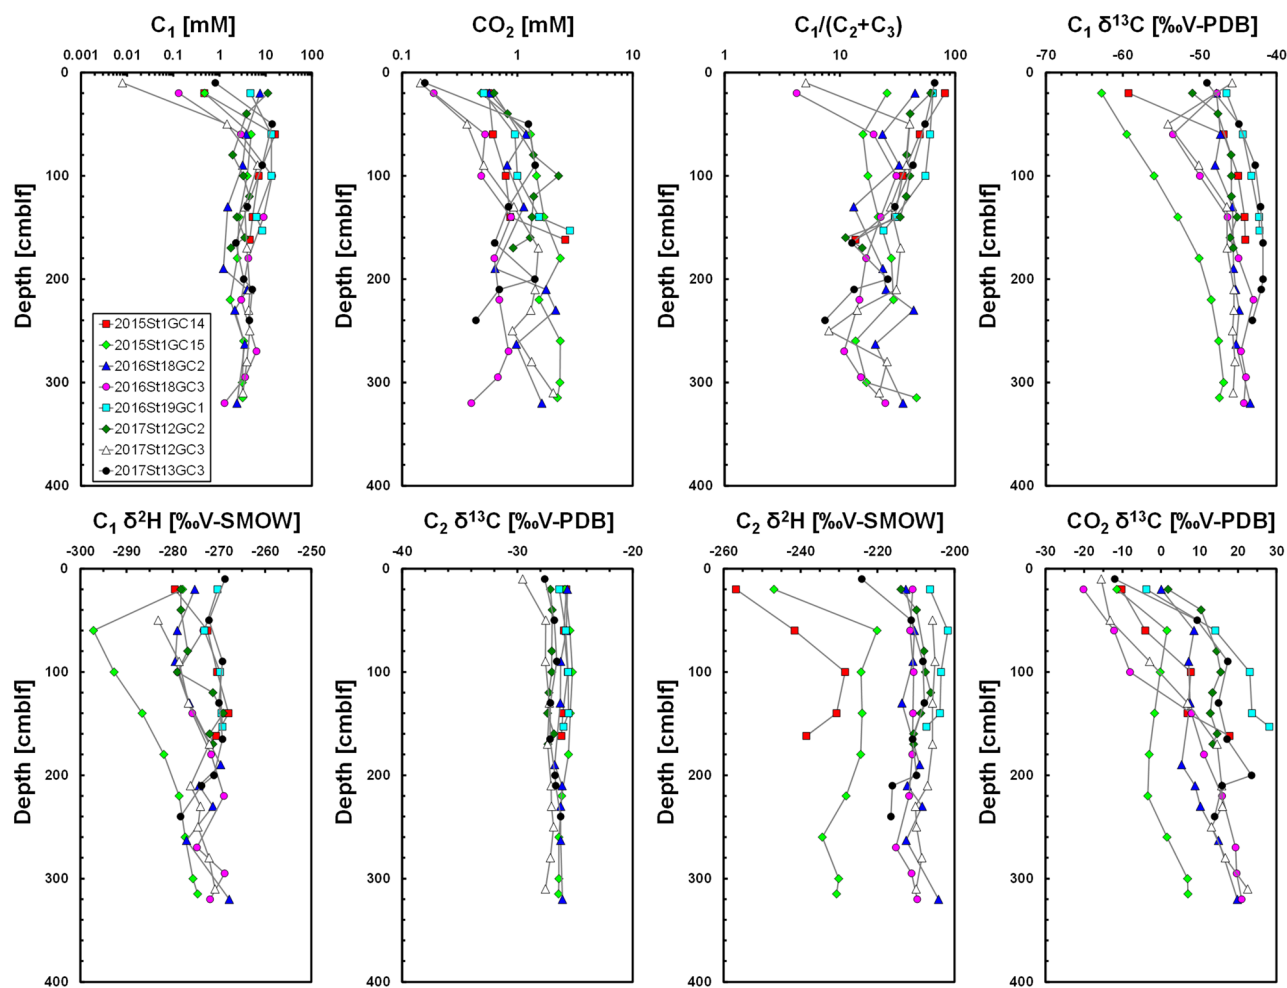 C1 [mM]
CO2 [mM]
C1/(C2+C3)
C1 δ13C [‰V-PDB]
0.001 0.1 1 10 100
0.1 1 10
1 10 100
-70 -60 -50 -40
0
100
200
300
400
Depth [cmblf]
0
100
200
300
400
Depth [cmblf]
0
100
200
300
400
Depth [cmblf]
0
100
200
300
400
Depth [cmblf]
2015St1GC14
2015St1GC15
2016St18GC2
2016St18GC3
2016St19GC1
2017St12GC2
2017St12GC3
2017St13GC3
C1 δ2H [‰V-SMOW]
C2 δ13C [‰V-PDB]
C2 δ2H [‰V-SMOW]
CO2 δ13C [‰V-PDB]
-300 -290 -280 -270 -260 -250
-40 -30 -20
-260 -240 -220 -200
-30 -20 -10 0 10 20 30
0
100
200
300
400
Depth [cmblf]
0
100
200
300
400
Depth [cmblf]
0
100
200
300
400
Depth [cmblf]
0
100
200
300
400
Depth [cmblf]